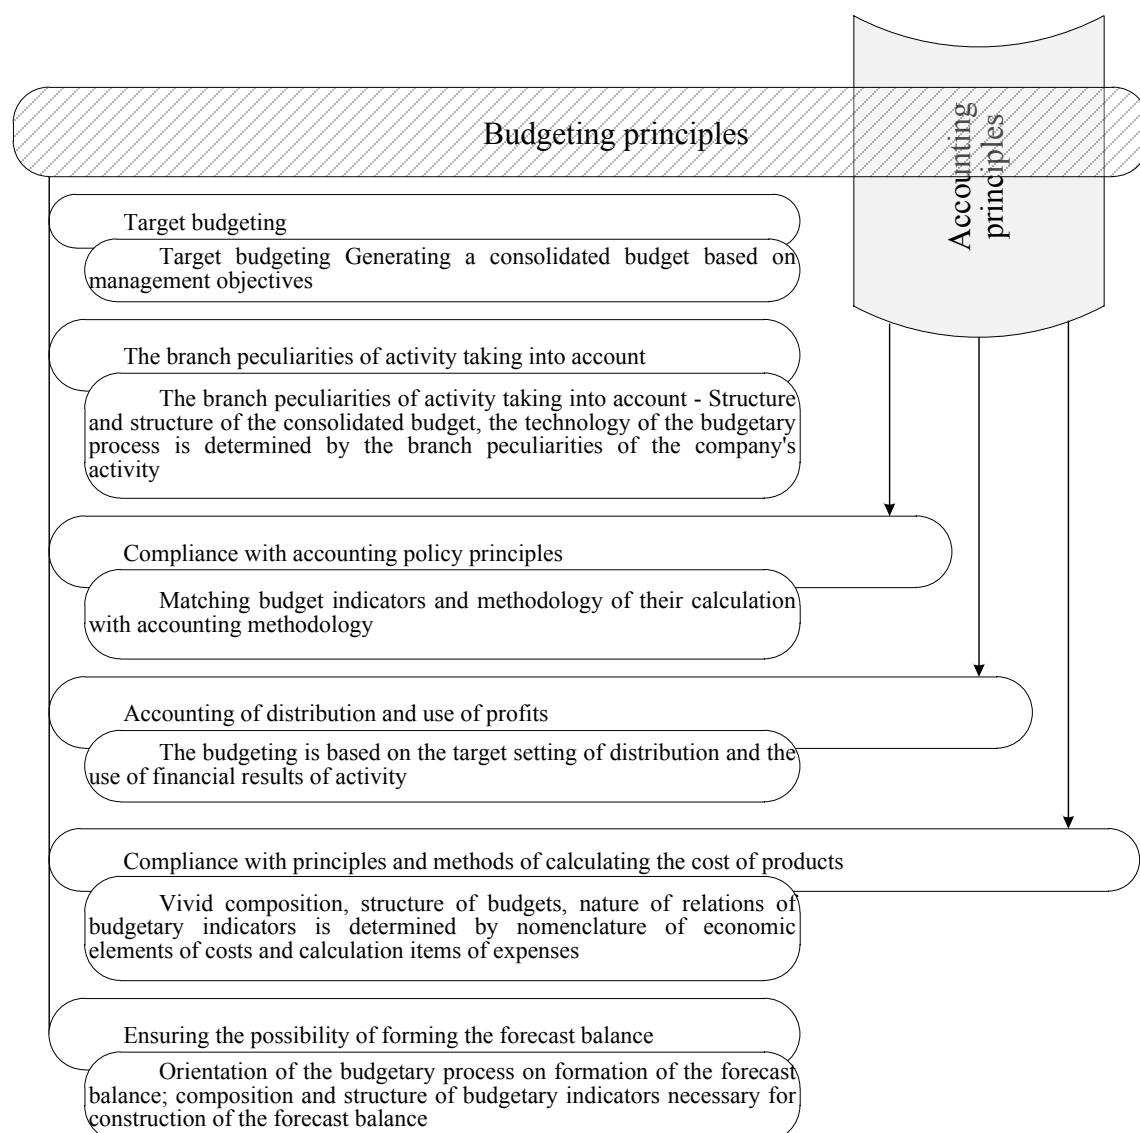 Budgeting principles
Accounting
principles
Target budgeting
Target budgeting Generating a consolidated budget based on
management objectives
The branch peculiarities of activity taking into account
The branch peculiarities of activity taking into account - Structure
and structure of the consolidated budget, the technology of the budgetary
process is determined by the branch peculiarities of the company's
activity
Compliance with accounting policy principles
Matching budget indicators and methodology of their calculation
with accounting methodology
Accounting of distribution and use of profits
The budgeting is based on the target setting of distribution and the
use of financial results of activity
Compliance with principles and methods of calculating the cost of products
Vivid composition, structure of budgets, nature of relations of
budgetary indicators is determined by nomenclature of economic
elements of costs and calculation items of expenses
Ensuring the possibility of forming the forecast balance
Orientation of the budgetary process on formation of the forecast
balance; composition and structure of budgetary indicators necessary for
construction of the forecast balance